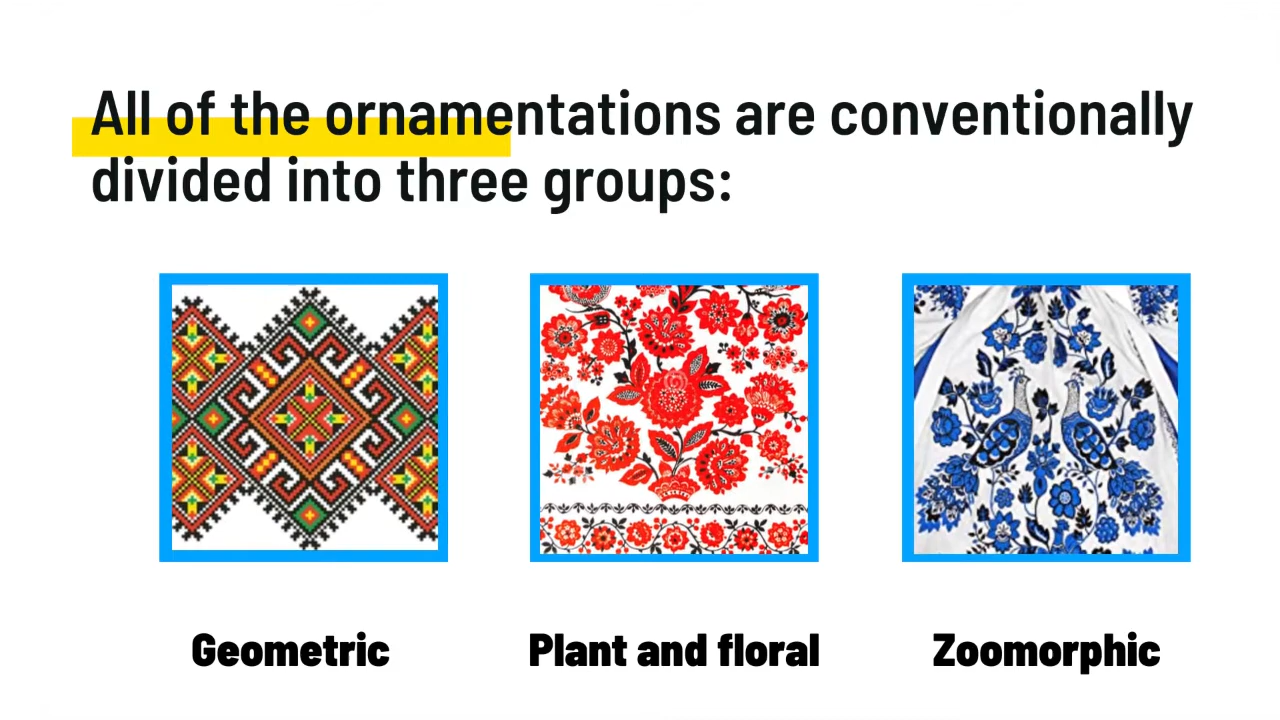 All of the ornamentations are conventionally
divided into three groups:
Geometric
Plant and floral
Zoomorphic